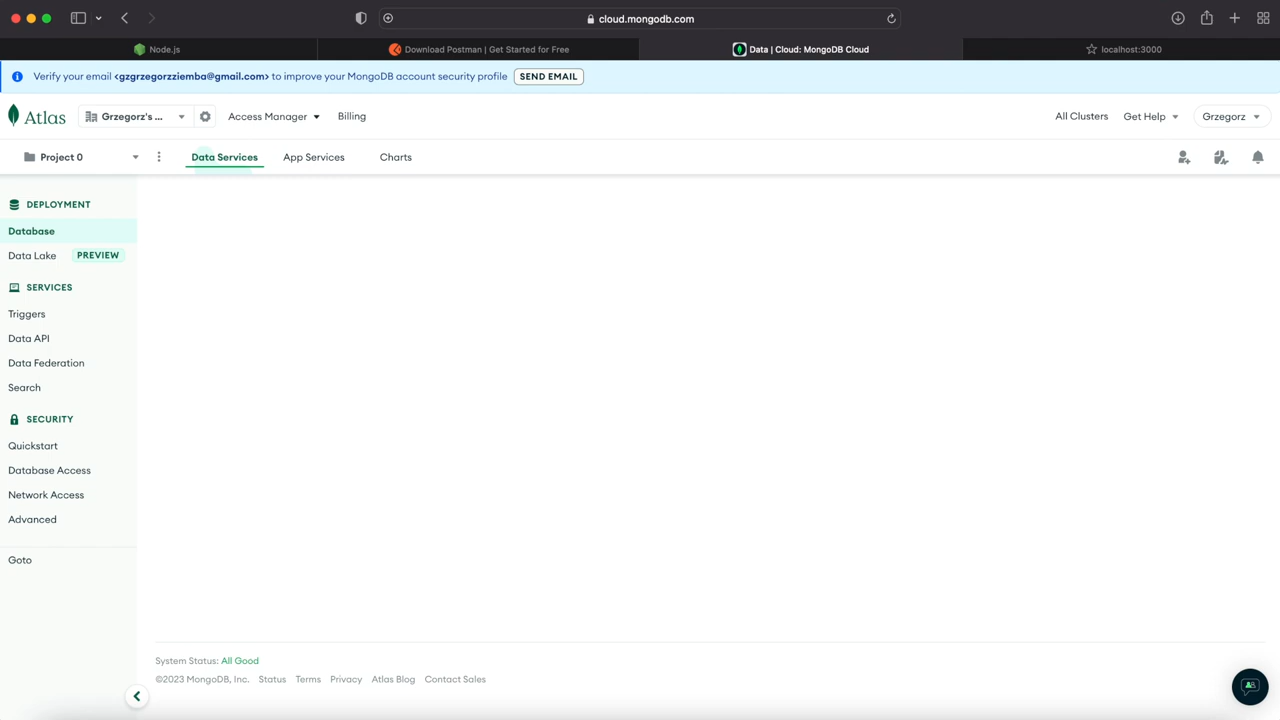 cloud.mongodb.com
Node.js
Download Postman | Get Started for Free
Data | Cloud: MongoDB Cloud
localhost:3000
Verify your email <gzgrzegorzziemba@gmail.com> to improve your MongoDB account security profile SEND EMAIL
Atlas Grzegorz's ... Access Manager Billing All Clusters Get Help Grzegorz
Project 0 Data Services App Services Charts
DEPLOYMENT
Database
Data Lake PREVIEW
SERVICES
Triggers
Data API
Data Federation
Search
SECURITY
Quickstart
Database Access
Network Access
Advanced
Goto
System Status: All Good
©2023 MongoDB, Inc. Status Terms Privacy Atlas Blog Contact Sales